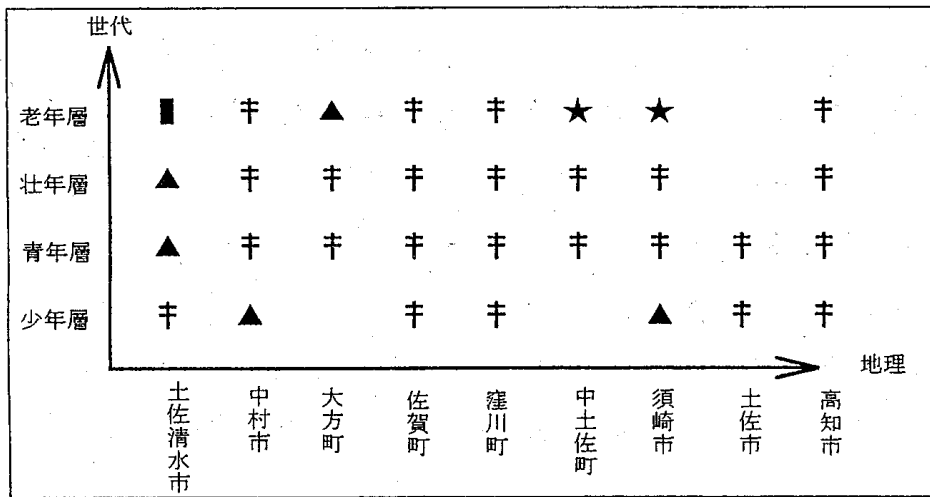 世代
老年層
壮年層
青年層
少年層
地理
土佐清水市
中村市
大方町
佐賀町
窪川町
中土佐町
須崎市
土佐市
高知市